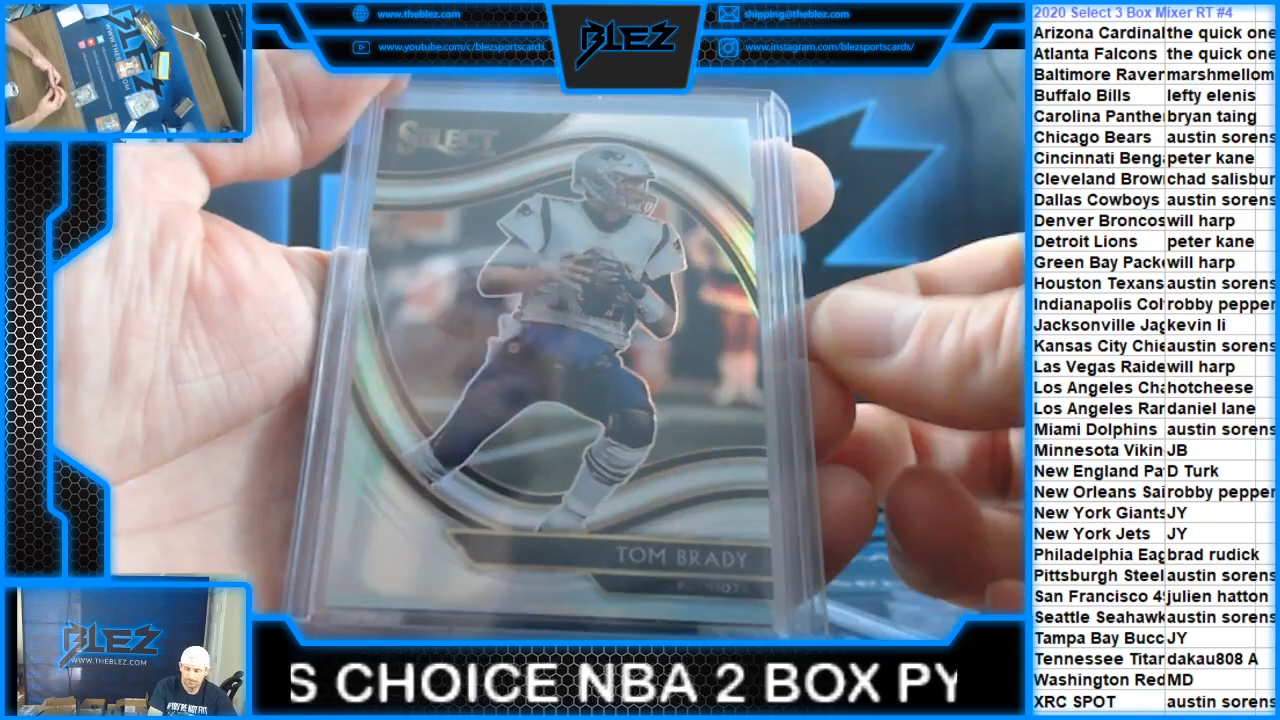 www.theblez.com
shipping@theblez.com
www.youtube.com/c/blezsportscards
www.instagram.com/blezsportscards/
BLEZ
SELECT
TOM BRADY
PATRIOTS
BLEZ
WWW.THEBLEZ.COM
S CHOICE NBA 2 BOX PY
2020 Select 3 Box Mixer RT #4
Arizona Cardinal the quick one
Atlanta Falcons the quick one
Baltimore Raver marshmellom
Buffalo Bills lefty elenis
Carolina Panthe bryan taing
Chicago Bears austin sorens
Cincinnati Beng peter kane
Cleveland Brow chad salisbur
Dallas Cowboys austin sorens
Denver Broncos will harp
Detroit Lions peter kane
Green Bay Packe will harp
Houston Texans austin sorens
Indianapolis Col robby pepper
Jacksonville Jag kevin li
Kansas City Chie austin sorens
Las Vegas Raide will harp
Los Angeles Cha hotcheese
Los Angeles Ran daniel lane
Miami Dolphins austin sorens
Minnesota Vikin JB
New England Pa D Turk
New Orleans Sai robby pepper
New York Giants JY
New York Jets JY
Philadelphia Eag brad rudick
Pittsburgh Steel austin sorens
San Francisco 4 julien hatton
Seattle Seahawk austin sorens
Tampa Bay Bucc JY
Tennessee Titar dakau808 A
Washington Red MD
XRC SPOT austin sorens